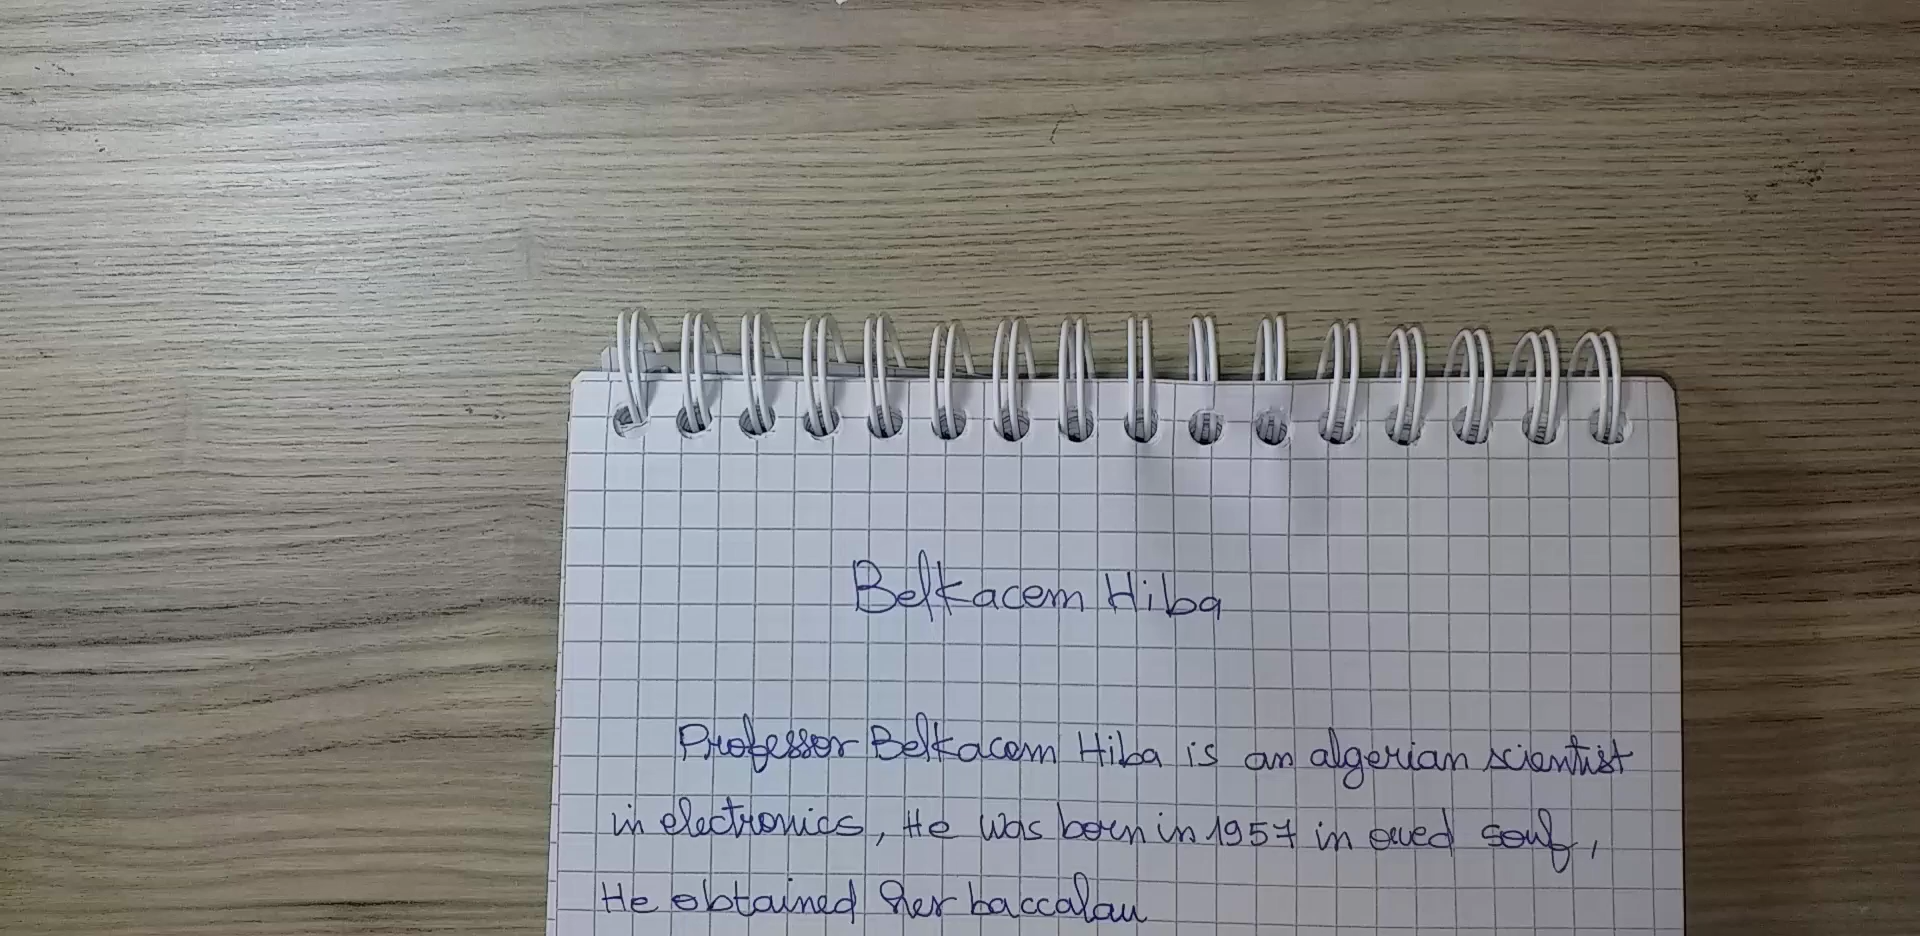 Belkacem Hiba
Professor Belkacem Hiba is an algerian scientist
in electronics, He was born in 1957 in oued souf,
He obtained her baccalau